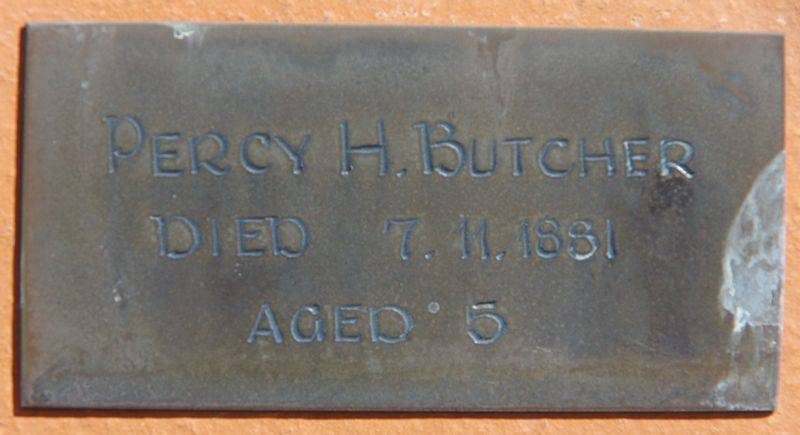 PERCY H. BUTCHER
DIED 7.11.1881
AGED 5